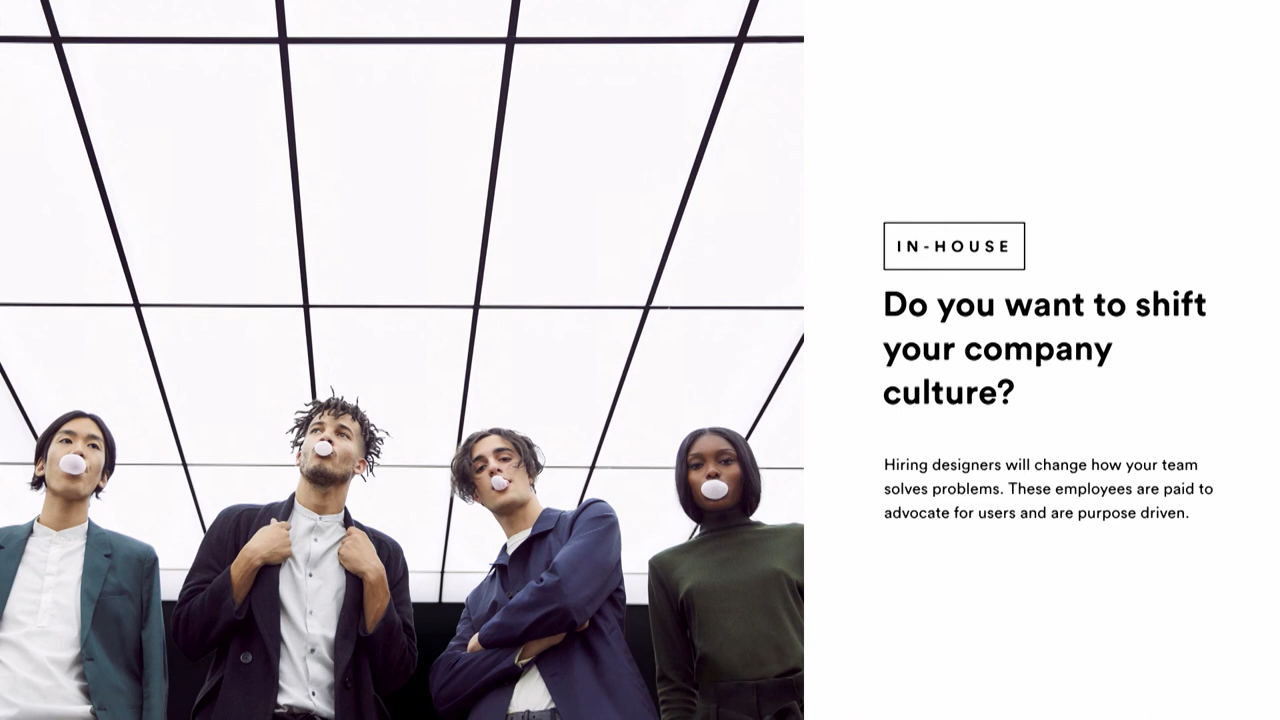 IN-HOUSE
Do you want to shift
your company
culture?
Hiring designers will change how your team
solves problems. These employees are paid to
advocate for users and are purpose driven.